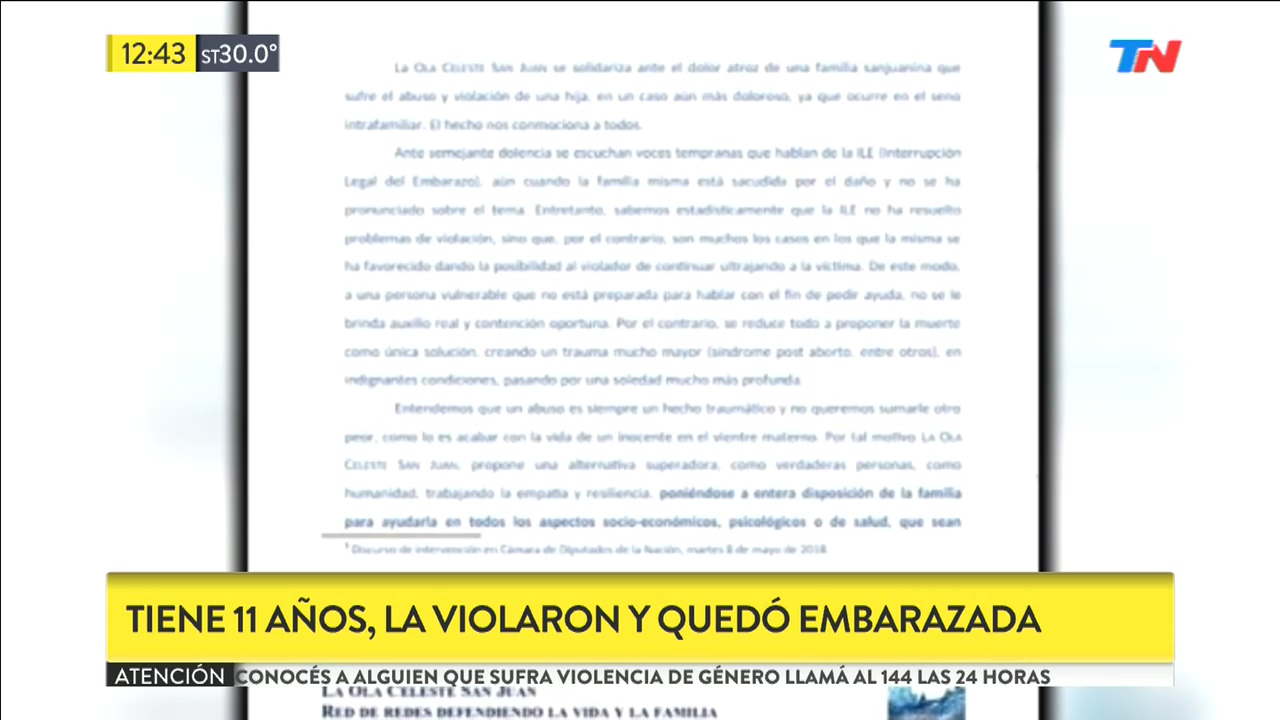 12:43 ST30.0° TN
LA OLA CELESTE SAN JUAN se solidariza ante el dolor atroz de una familia sanjuanina que
sufre el abuso y violación de una hija, en un caso aún más doloroso, ya que ocurre en el seno
intrafamiliar. El hecho nos conmociona a todos.
Ante semejante dolencia se escuchan voces tempranas que hablan de la ILE (Interrupción
Legal del Embarazo), aún cuando la familia misma está sacudida por el daño y no se ha
pronunciado sobre el tema. Entretanto, sabemos estadísticamente que la ILE no ha resuelto
problemas de violación, sino que, por el contrario, son muchos los casos en los que la misma se
ha favorecido dando la posibilidad al violador de continuar ultrajando a la víctima. De este modo,
a una persona vulnerable que no está preparada para hablar con el fin de pedir ayuda, no se le
brinda auxilio real y contención oportuna. Por el contrario, se reduce todo a proponer la muerte
como única solución, creando un trauma mucho mayor (síndrome post aborto, entre otros), en
indignantes condiciones, pasando por una soledad mucho más profunda.
Entendemos que un abuso es siempre un hecho traumático y no queremos sumarle otro
peor, como lo es acabar con la vida de un inocente en el vientre materno. Por tal motivo LA OLA
CELESTE SAN JUAN, propone una alternativa superadora, como verdaderas personas, como
humanidad, trabajando la empatía y resiliencia, poniéndose a entera disposición de la familia
para ayudarla en todos los aspectos socio-económicos, psicológicos o de salud, que sean
1 Discurso de intervención en Cámara de Diputados de la Nación, martes 8 de mayo de 2018.
TIENE 11 AÑOS, LA VIOLARON Y QUEDÓ EMBARAZADA
ATENCIÓN CONOCÉS A ALGUIEN QUE SUFRA VIOLENCIA DE GÉNERO LLAMÁ AL 144 LAS 24 HORAS
LA OLA CELESTE SAN JUAN
RED DE REDES DEFENDIENDO LA VIDA Y LA FAMILIA